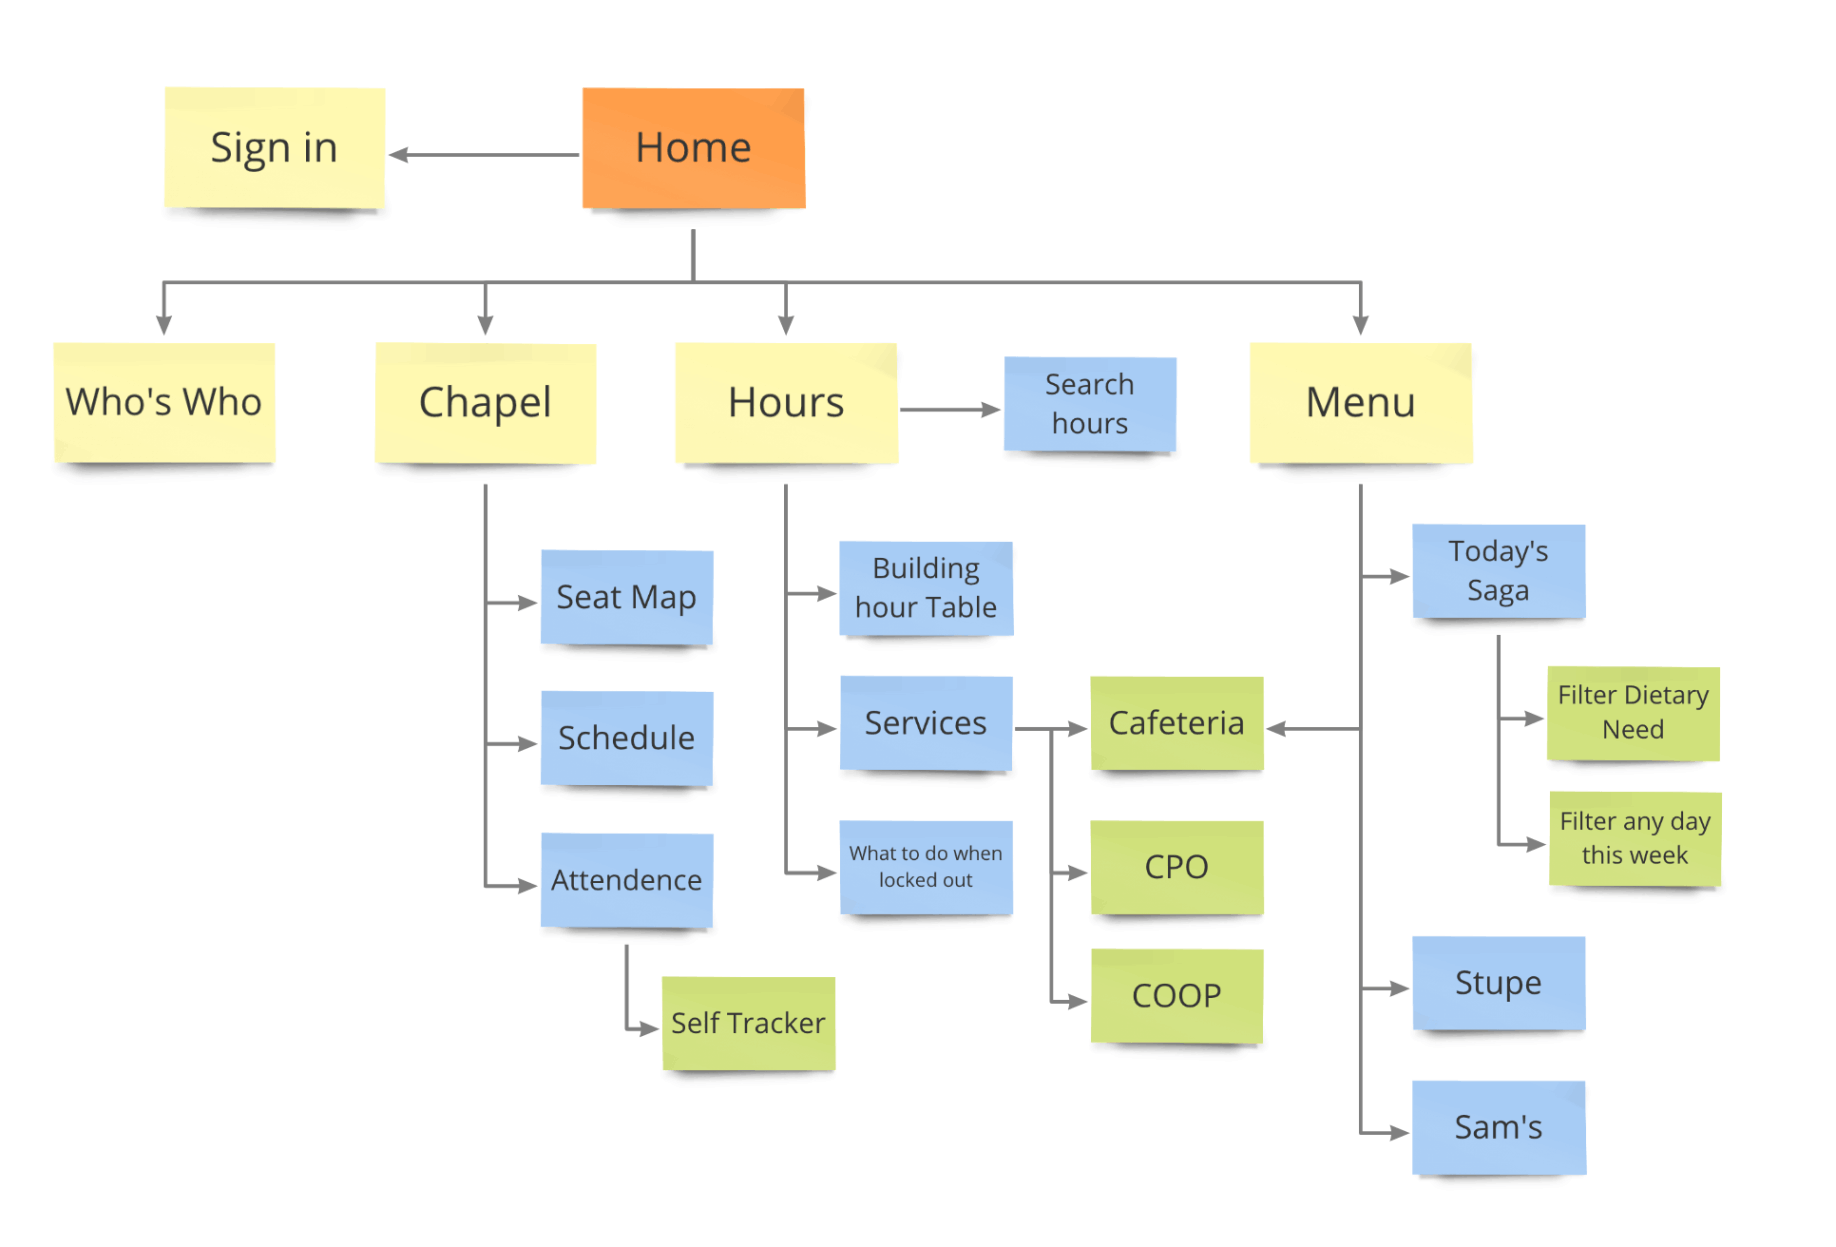 Sign in
Home
Who's Who
Chapel
Hours
Search
hours
Menu
Seat Map
Schedule
Attendence
Self Tracker
Building
hour Table
Services
What to do when
locked out
Cafeteria
CPO
COOP
Today's
Saga
Filter Dietary
Need
Filter any day
this week
Stupe
Sam's